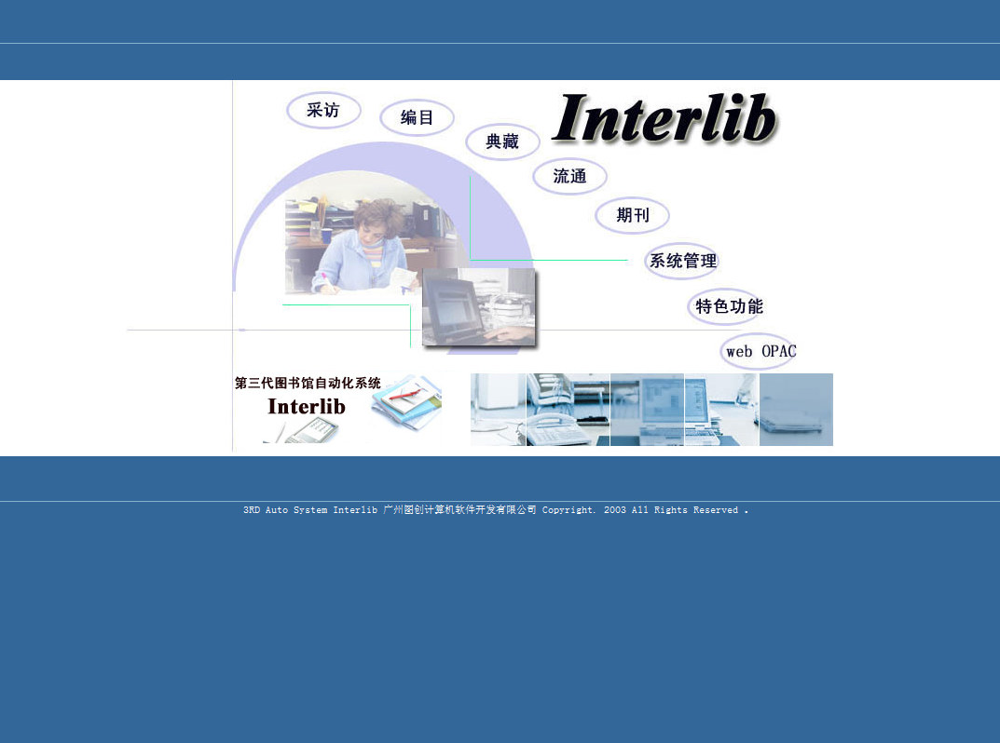 Interlib
采访
编目
典藏
流通
期刊
系统管理
特色功能
web OPAC
第三代图书馆自动化系统
Interlib
3RD Auto System Interlib 广州图创计算机软件开发有限公司 Copyright. 2003 All Rights Reserved 。